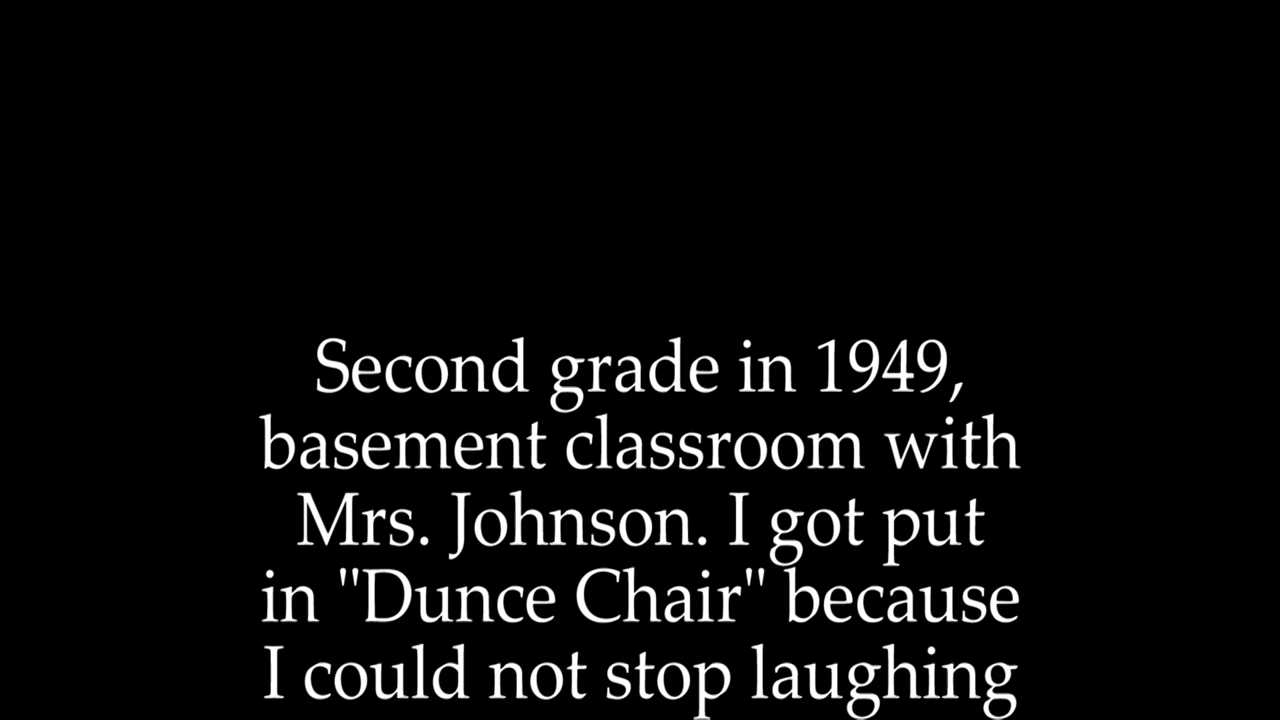 Second grade in 1949,
basement classroom with
Mrs. Johnson. I got put
in "Dunce Chair" because
I could not stop laughing